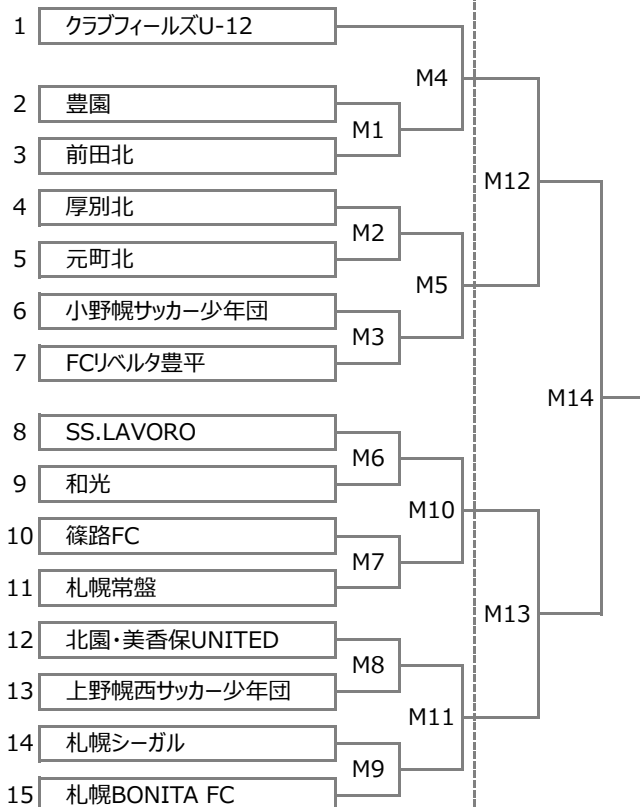 1 クラブフィールズU-12
M4
2 豊園
M1
3 前田北
M12
4 厚別北
M2
5 元町北
M5
6 小野幌サッカー少年団
M3
7 FCリベルタ豊平
M14
8 SS.LAVORO
M6
9 和光
M10
10 篠路FC
M7
11 札幌常盤
M13
12 北園・美香保UNITED
M8
13 上野幌西サッカー少年団
M11
14 札幌シーガル
M9
15 札幌BONITA FC